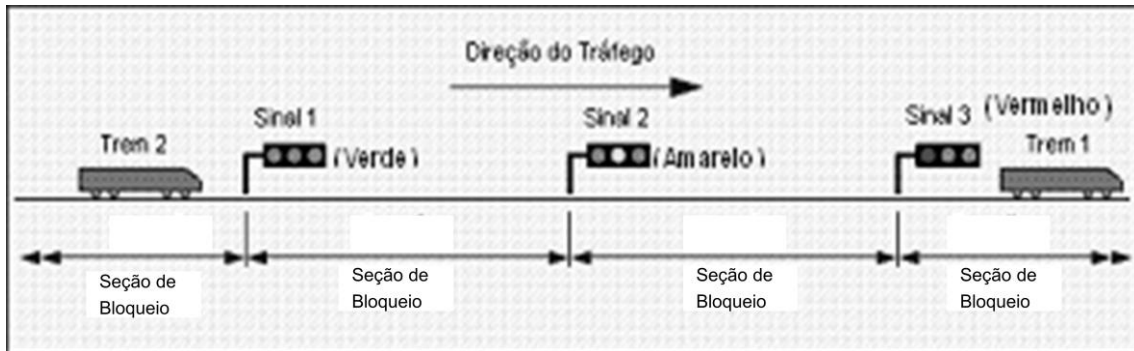 Direção do Tráfego
Sinal 1
Sinal 2
Sinal 3 (Vermelho)
Trem 2
(Verde)
(Amarelo)
Trem 1
Seção de
Bloqueio
Seção de
Bloqueio
Seção de
Bloqueio
Seção de
Bloqueio